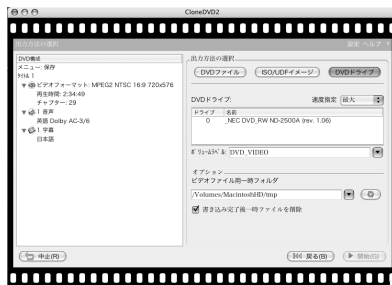 CloneDVD2
出力方法の選択
設定 ヘルプ ?
DVD構成
メニュー: 保存
タイトル 1
ビデオフォーマット: MPEG2 NTSC 16:9 720x576
再生時間: 2:34:49
チャプター: 29
1 音声
英語 Dolby AC-3/6
1 字幕
日本語
出力方法の選択
DVDファイル
ISO/UDFイメージ
DVDドライブ
DVDドライブ:
速度指定
最大
ドライブ 名前
0 _NEC DVD_RW ND-2500A (rev. 1.06)
ボリュームラベル: DVD_VIDEO
オプション
ビデオファイル用一時フォルダ
/Volumes/MacintoshHD/tmp
書き込み完了後一時ファイルを削除
中止(R)
戻る(B)
開始(G)